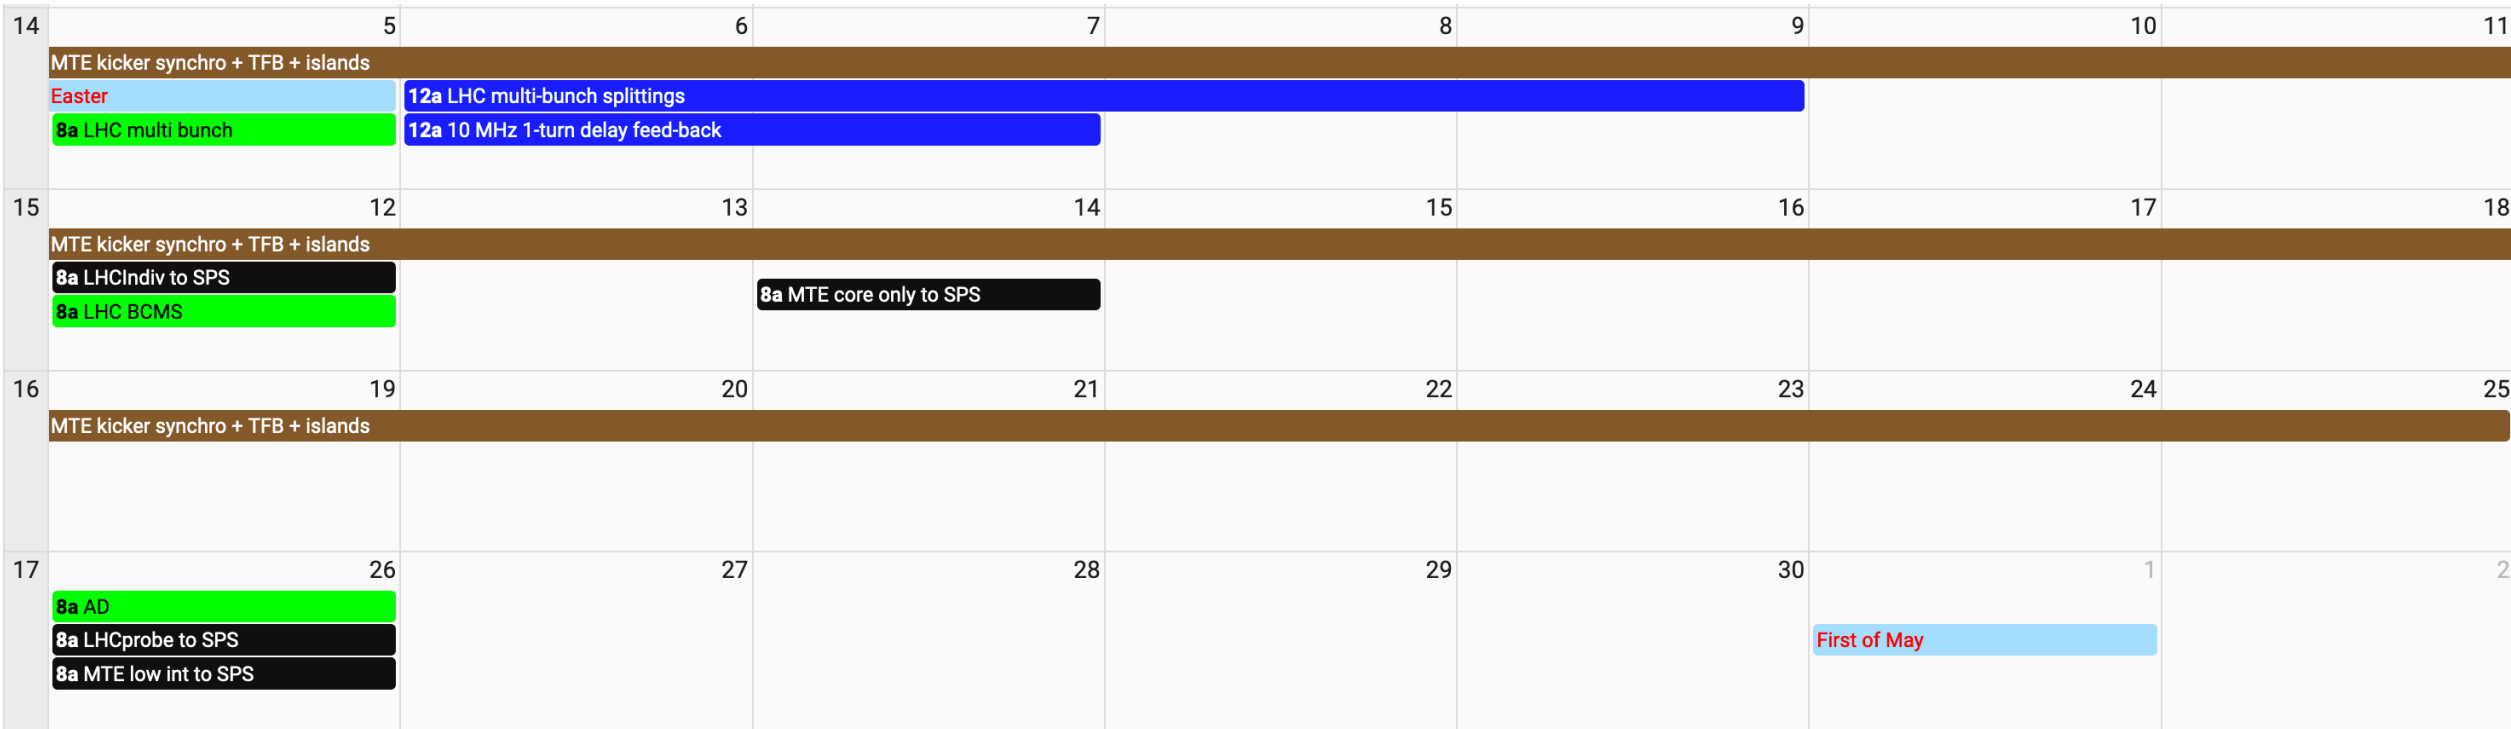 14 5 6 7 8 9 10 11
MTE kicker synchro + TFB + islands
Easter 12a LHC multi-bunch splittings
8a LHC multi bunch 12a 10 MHz 1-turn delay feed-back
15 12 13 14 15 16 17 18
MTE kicker synchro + TFB + islands
8a LHCIndiv to SPS
8a MTE core only to SPS
8a LHC BCMS
16 19 20 21 22 23 24 25
MTE kicker synchro + TFB + islands
17 26 27 28 29 30 1 2
8a AD
8a LHCprobe to SPS First of May
8a MTE low int to SPS